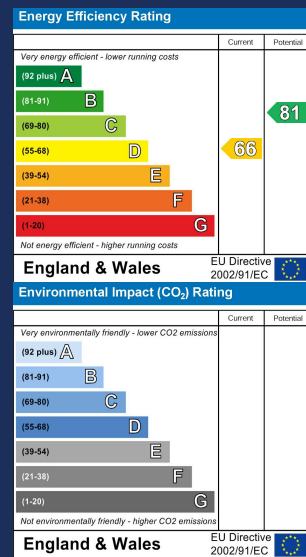 Energy Efficiency Rating
Current Potential
Very energy efficient - lower running costs
(92 plus) A
(81-91) B
81
(69-80) C
(55-68) D
66
(39-54) E
(21-38) F
(1-20) G
Not energy efficient - higher running costs
England & Wales
EU Directive
2002/91/EC
Environmental Impact (CO₂) Rating
Current Potential
Very environmentally friendly - lower CO2 emissions
(92 plus) A
(81-91) B
(69-80) C
(55-68) D
(39-54) E
(21-38) F
(1-20) G
Not environmentally friendly - higher CO2 emissions
England & Wales
EU Directive
2002/91/EC